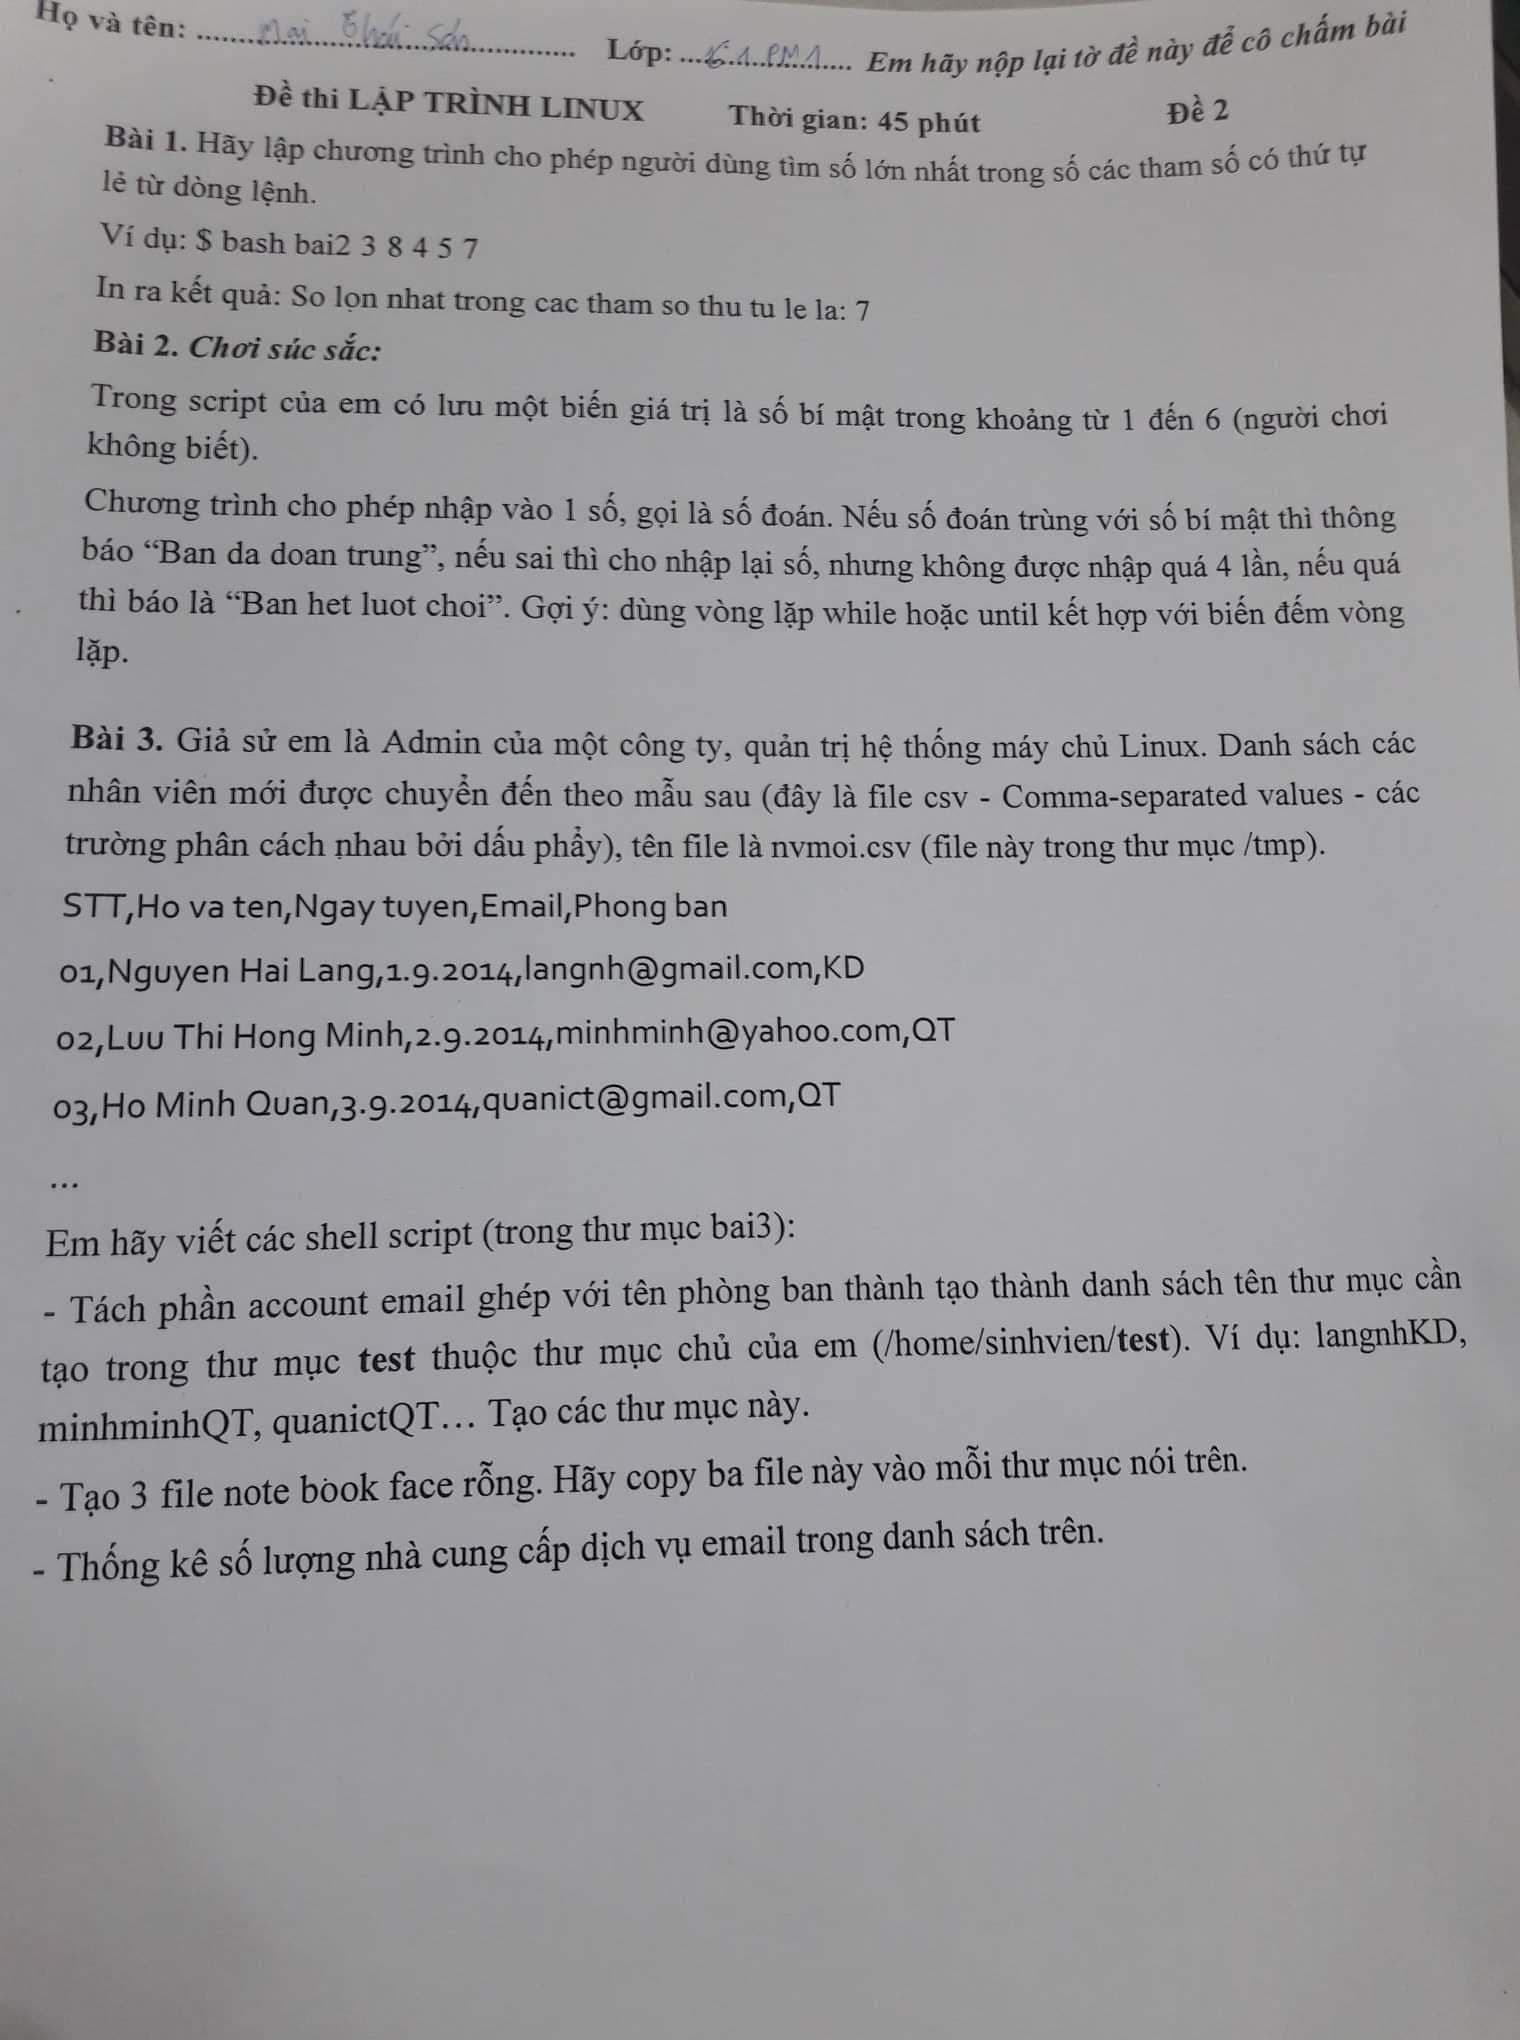 Họ và tên: Mai Thái Sơn Lớp: K61PM1 Em hãy nộp lại tờ đề này để cô chấm bài
Đề thi LẬP TRÌNH LINUX Thời gian: 45 phút Đề 2
Bài 1. Hãy lập chương trình cho phép người dùng tìm số lớn nhất trong số các tham số có thứ tự
lẻ từ dòng lệnh.
Ví dụ: $ bash bai2 3 8 4 5 7
In ra kết quả: So lọn nhat trong cac tham so thu tu le la: 7
Bài 2. Chơi súc sắc:
Trong script của em có lưu một biến giá trị là số bí mật trong khoảng từ 1 đến 6 (người chơi
không biết).
Chương trình cho phép nhập vào 1 số, gọi là số đoán. Nếu số đoán trùng với số bí mật thì thông
báo “Ban da doan trung”, nếu sai thì cho nhập lại số, nhưng không được nhập quá 4 lần, nếu quá
thì báo là “Ban het luot choi”. Gợi ý: dùng vòng lặp while hoặc until kết hợp với biến đếm vòng
lặp.
Bài 3. Giả sử em là Admin của một công ty, quản trị hệ thống máy chủ Linux. Danh sách các
nhân viên mới được chuyển đến theo mẫu sau (đây là file csv - Comma-separated values - các
trường phân cách nhau bởi dấu phẩy), tên file là nvmoi.csv (file này trong thư mục /tmp).
STT,Ho va ten,Ngay tuyen,Email,Phong ban
01,Nguyen Hai Lang,1.9.2014,langnh@gmail.com,KD
02,Luu Thi Hong Minh,2.9.2014,minhminh@yahoo.com,QT
03,Ho Minh Quan,3.9.2014,quanict@gmail.com,QT
...
Em hãy viết các shell script (trong thư mục bai3):
- Tách phần account email ghép với tên phòng ban thành tạo thành danh sách tên thư mục cần
tạo trong thư mục test thuộc thư mục chủ của em (/home/sinhvien/test). Ví dụ: langnhKD,
minhminhQT, quanictQT… Tạo các thư mục này.
- Tạo 3 file note book face rỗng. Hãy copy ba file này vào mỗi thư mục nói trên.
- Thống kê số lượng nhà cung cấp dịch vụ email trong danh sách trên.